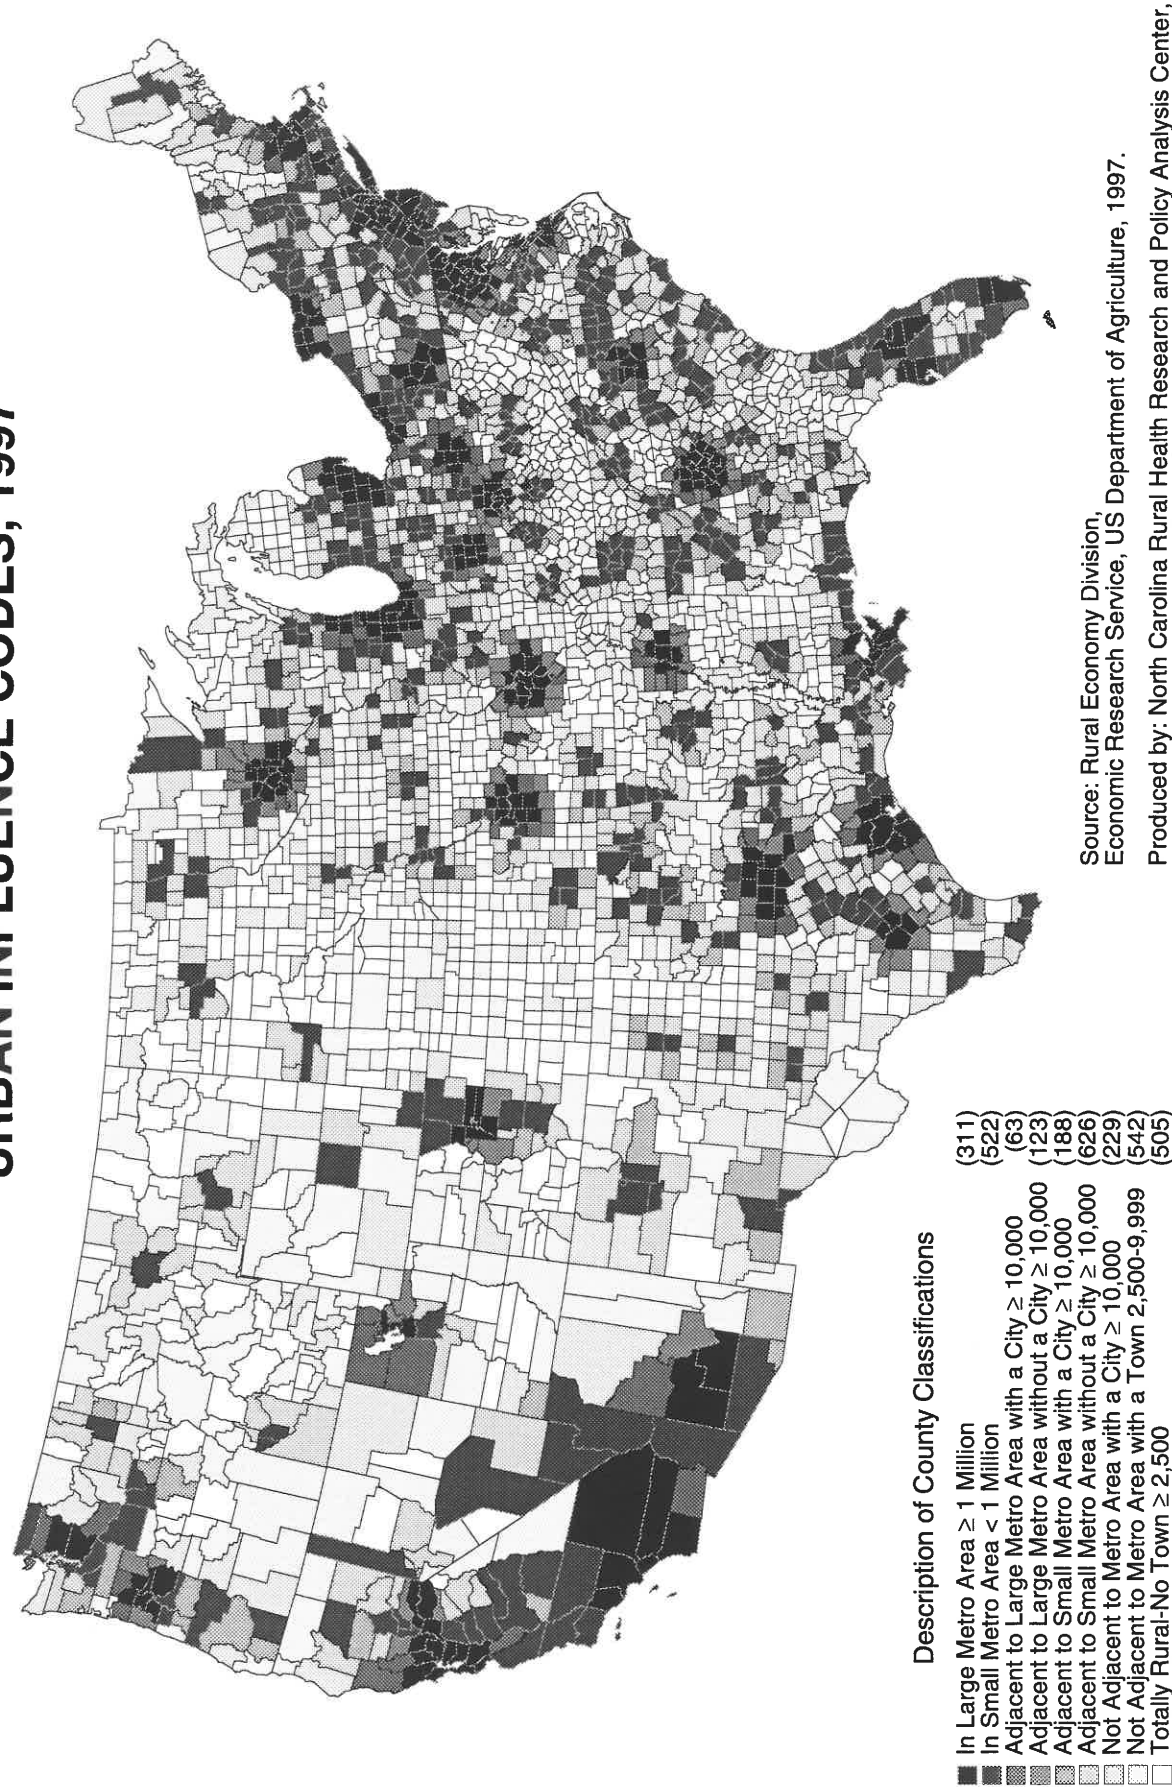 URBAN INFLUENCE CODES, 1997
Description of County Classifications
In Large Metro Area ≥ 1 Million (311)
In Small Metro Area < 1 Million (522)
Adjacent to Large Metro Area with a City ≥ 10,000 (63)
Adjacent to Large Metro Area without a City ≥ 10,000 (123)
Adjacent to Small Metro Area with a City ≥ 10,000 (188)
Adjacent to Small Metro Area without a City ≥ 10,000 (626)
Not Adjacent to Metro Area with a City ≥ 10,000 (229)
Not Adjacent to Metro Area with a Town 2,500-9,999 (542)
Totally Rural-No Town ≥ 2,500 (505)
Source: Rural Economy Division,
Economic Research Service, US Department of Agriculture, 1997.
Produced by: North Carolina Rural Health Research and Policy Analysis Center,